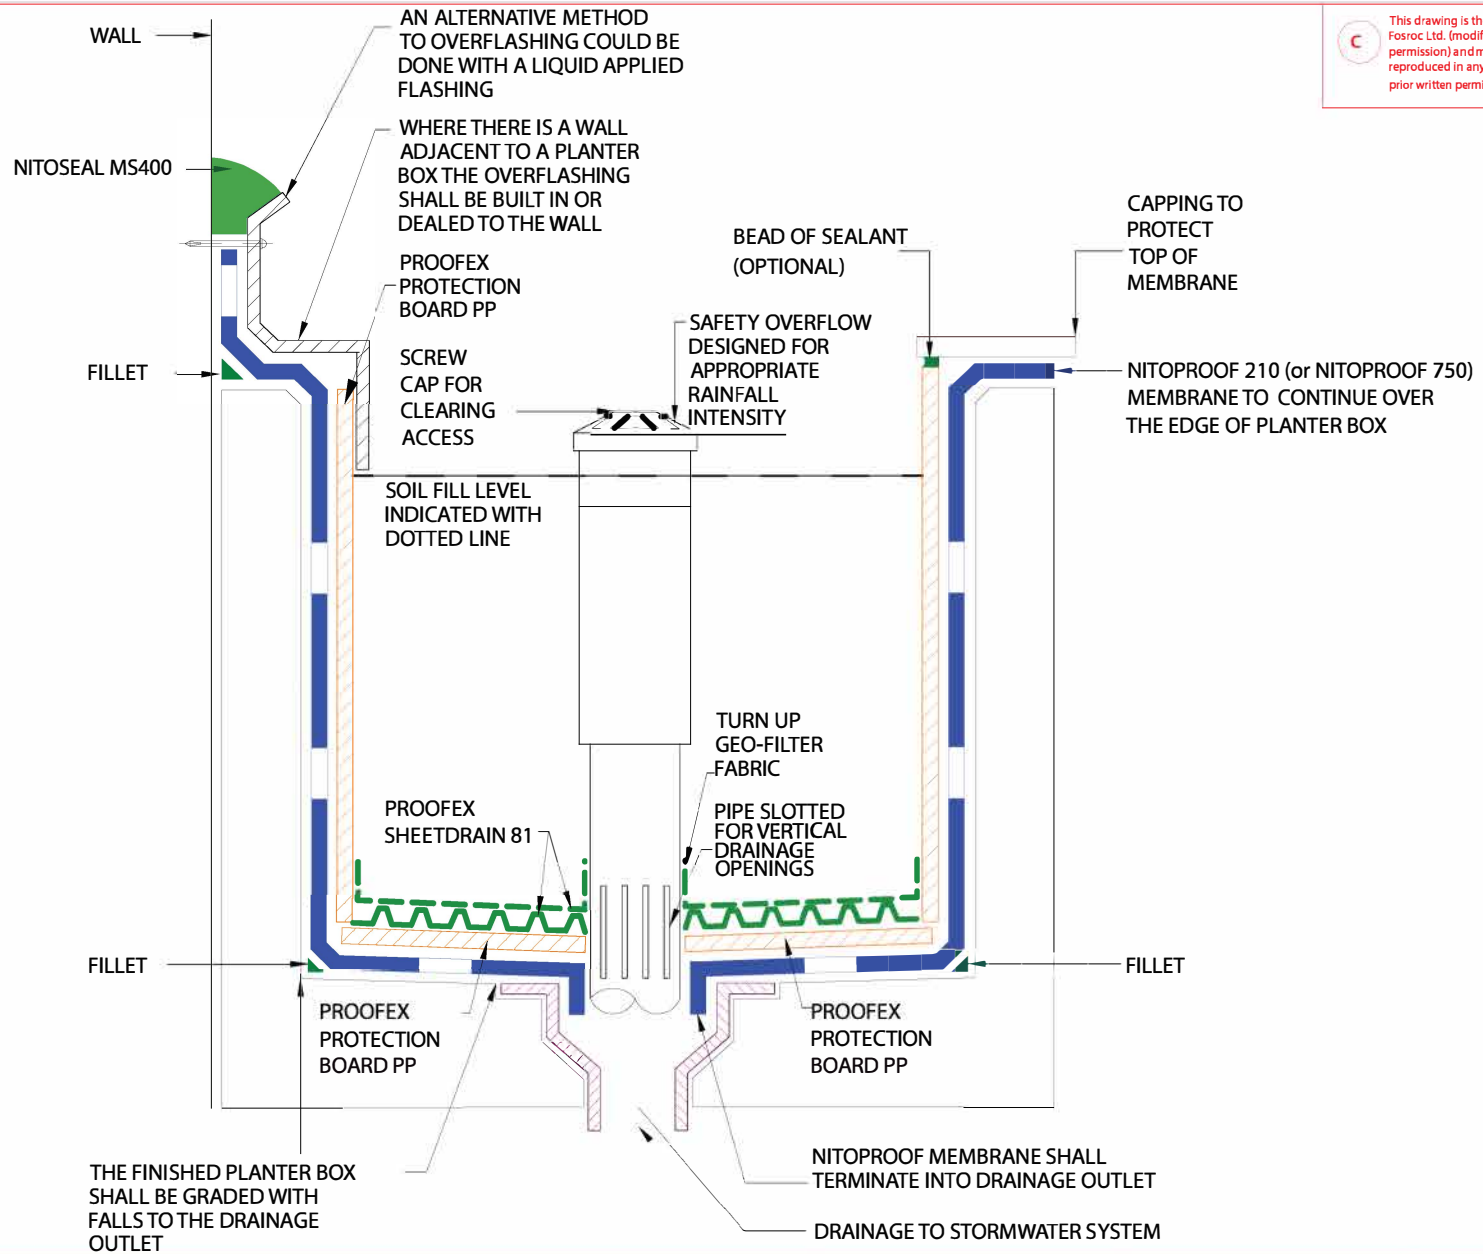 WALL
AN ALTERNATIVE METHOD
TO OVERFLASHING COULD BE
DONE WITH A LIQUID APPLIED
FLASHING
C
This drawing is the
Fosroc Ltd. (modif
permission) and m
reproduced in any
prior written permi
WHERE THERE IS A WALL
ADJACENT TO A PLANTER
BOX THE OVERFLASHING
SHALL BE BUILT IN OR
DEALED TO THE WALL
NITOSEAL MS400
PROOFEX
PROTECTION
BOARD PP
BEAD OF SEALANT
(OPTIONAL)
CAPPING TO
PROTECT
TOP OF
MEMBRANE
SAFETY OVERFLOW
DESIGNED FOR
APPROPRIATE
RAINFALL
INTENSITY
SCREW
CAP FOR
CLEARING
ACCESS
FILLET
NITOPROOF 210 (or NITOPROOF 750)
MEMBRANE TO CONTINUE OVER
THE EDGE OF PLANTER BOX
SOIL FILL LEVEL
INDICATED WITH
DOTTED LINE
TURN UP
GEO-FILTER
FABRIC
PROOFEX
SHEETDRAIN 81
PIPE SLOTTED
FOR VERTICAL
DRAINAGE
OPENINGS
FILLET
FILLET
PROOFEX
PROTECTION
BOARD PP
PROOFEX
PROTECTION
BOARD PP
THE FINISHED PLANTER BOX
SHALL BE GRADED WITH
FALLS TO THE DRAINAGE
OUTLET
NITOPROOF MEMBRANE SHALL
TERMINATE INTO DRAINAGE OUTLET
DRAINAGE TO STORMWATER SYSTEM